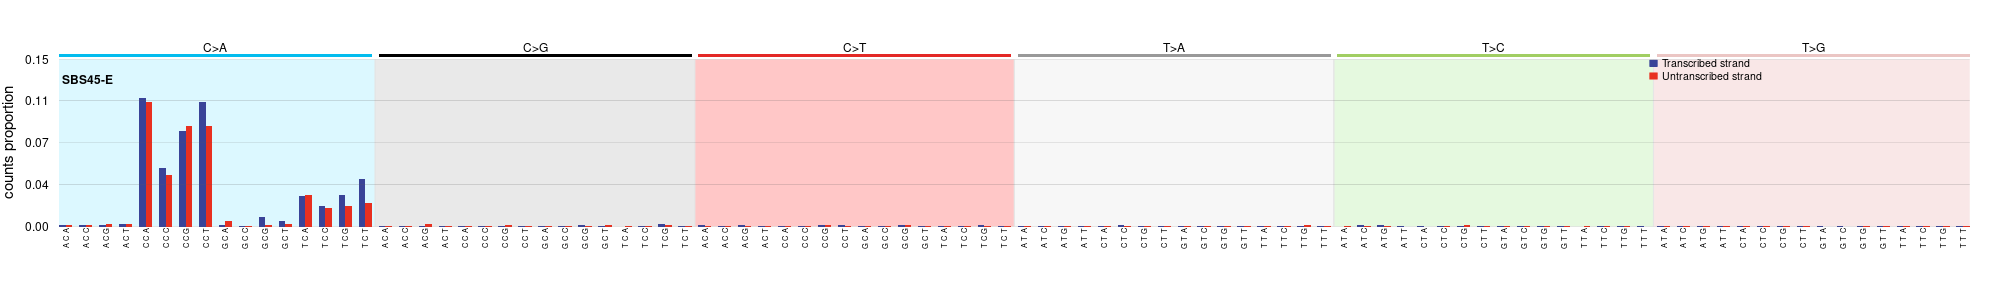 C>A C>G C>T T>A T>C T>G
0.15
SBS45-E
Transcribed strand
Untranscribed strand
0.11
0.07
0.04
0.00
counts proportion
ACA ACC ACG ACT CCA CCC CCG CCT GCA GCC GCG GCT TCA TCC TCG TCT ACA ACC ACG ACT CCA CCC CCG CCT GCA GCC GCG GCT TCA TCC TCG TCT ACA ACC ACG ACT CCA CCC CCG CCT GCA GCC GCG GCT TCA TCC TCG TCT ATA ATC ATG ATT CTA CTC CTG CTT GTA GTC GTG GTT TTA TTC TTG TTT ATA ATC ATG ATT CTA CTC CTG CTT GTA GTC GTG GTT TTA TTC TTG TTT ATA ATC ATG ATT CTA CTC CTG CTT GTA GTC GTG GTT TTA TTC TTG TTT